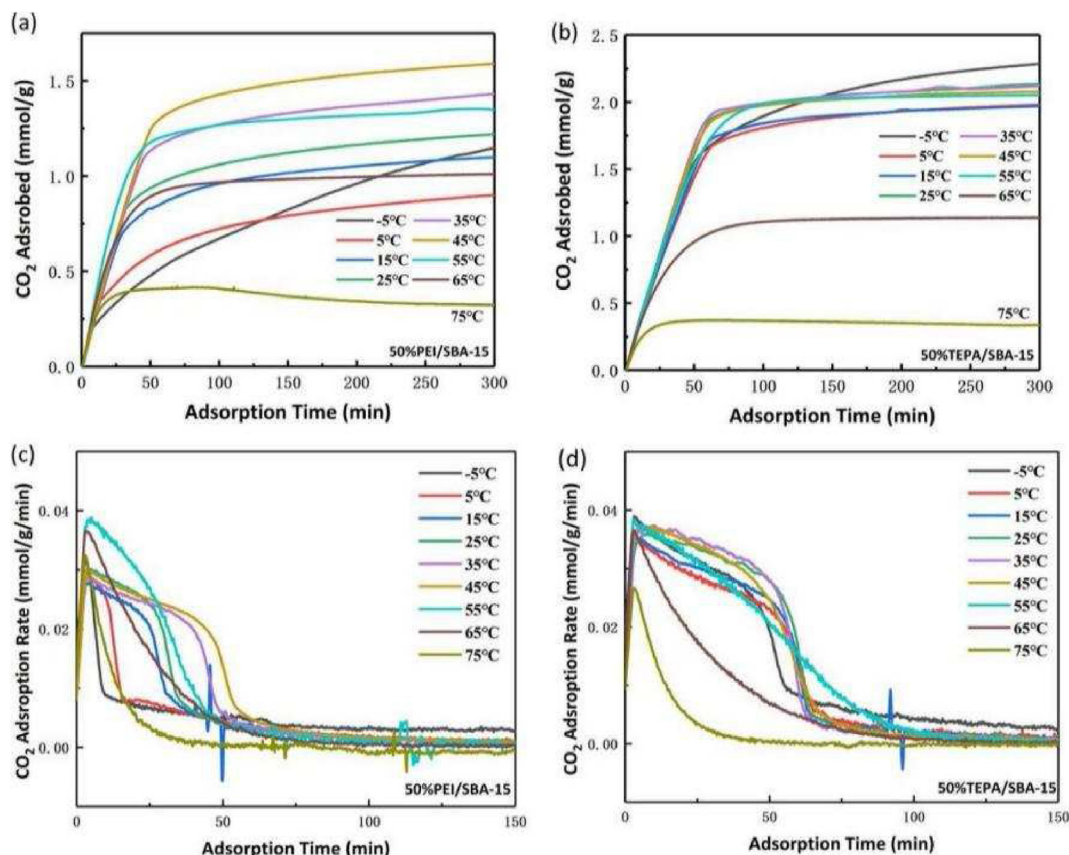 (a)
CO2 Adsrobed (mmol/g)
1.5
1.0
0.5
0.0
-5°C 35°C
5°C 45°C
15°C 55°C
25°C 65°C
75°C
50%PEI/SBA-15
0 50 100 150 200 250 300
Adsorption Time (min)
(b)
CO2 Adsorbed (mmol/g)
2.5
2.0
1.5
1.0
0.5
0.0
-5°C 35°C
5°C 45°C
15°C 55°C
25°C 65°C
75°C
50%TEPA/SBA-15
0 50 100 150 200 250 300
Adsorption Time (min)
(c)
CO2 Adsroption Rate (mmol/g/min)
0.04
0.02
0.00
-5°C
5°C
15°C
25°C
35°C
45°C
55°C
65°C
75°C
50%PEI/SBA-15
0 50 100 150
Adsorption Time (min)
(d)
CO2 Adsroption Rate (mmol/g/min)
0.04
0.02
0.00
-5°C
5°C
15°C
25°C
35°C
45°C
55°C
65°C
75°C
50%TEPA/SBA-15
0 50 100 150
Adsorption Time (min)